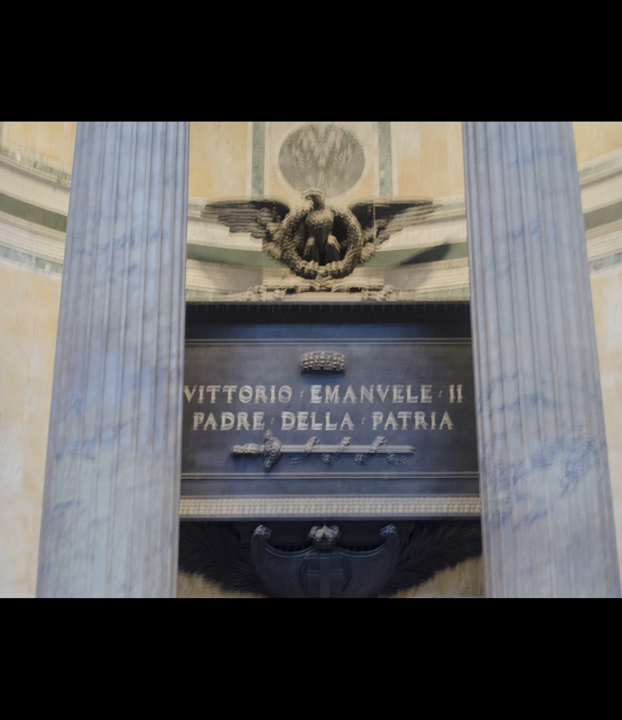 VITTORIO · EMANVELE · II
PADRE · DELLA · PATRIA